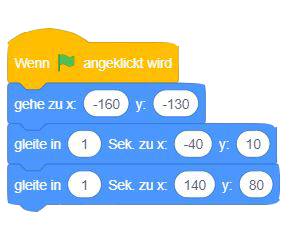 Wenn angeklickt wird
gehe zu x: -160 y: -130
gleite in 1 Sek. zu x: -40 y: 10
gleite in 1 Sek. zu x: 140 y: 80